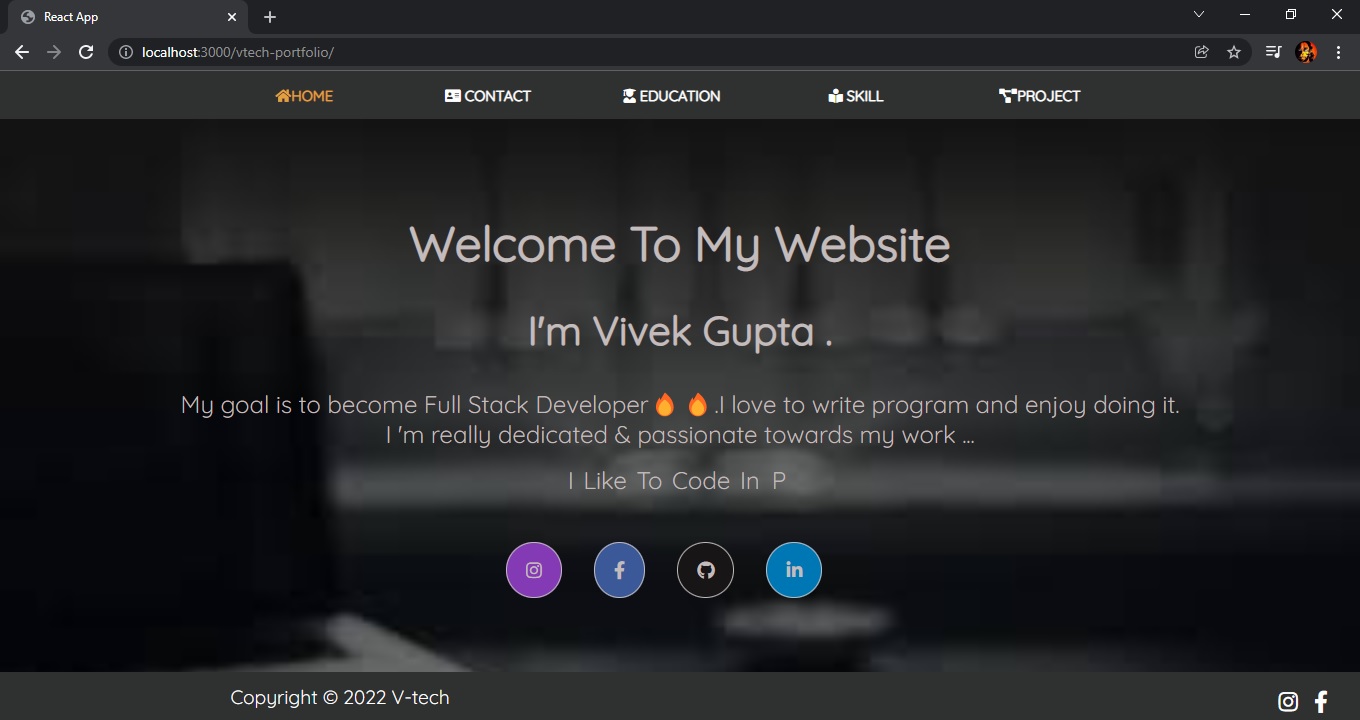 React App
localhost:3000/vtech-portfolio/
HOME CONTACT EDUCATION SKILL PROJECT
Welcome To My Website
I'm Vivek Gupta .
My goal is to become Full Stack Developer🔥 🔥.I love to write program and enjoy doing it.
I 'm really dedicated & passionate towards my work ...
I Like To Code In P
Copyright © 2022 V-tech